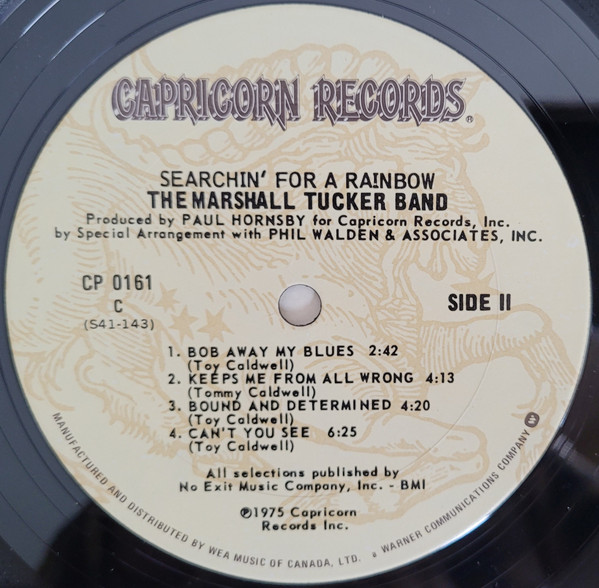 CAPRICORN RECORDS®
SEARCHIN' FOR A RAINBOW
THE MARSHALL TUCKER BAND
Produced by PAUL HORNSBY for Capricorn Records, Inc.
by Special Arrangement with PHIL WALDEN & ASSOCIATES, INC.
CP 0161
C
(S41-143)
SIDE II
1. BOB AWAY MY BLUES 2:42
(Toy Caldwell)
2. KEEPS ME FROM ALL WRONG 4:13
(Tommy Caldwell)
3. BOUND AND DETERMINED 4:20
(Toy Caldwell)
4. CAN'T YOU SEE 6:25
(Toy Caldwell)
All selections published by
No Exit Music Company, Inc. - BMI
℗1975 Capricorn
Records Inc.
MANUFACTURED AND DISTRIBUTED BY WEA MUSIC OF CANADA, LTD. a WARNER COMMUNICATIONS COMPANY